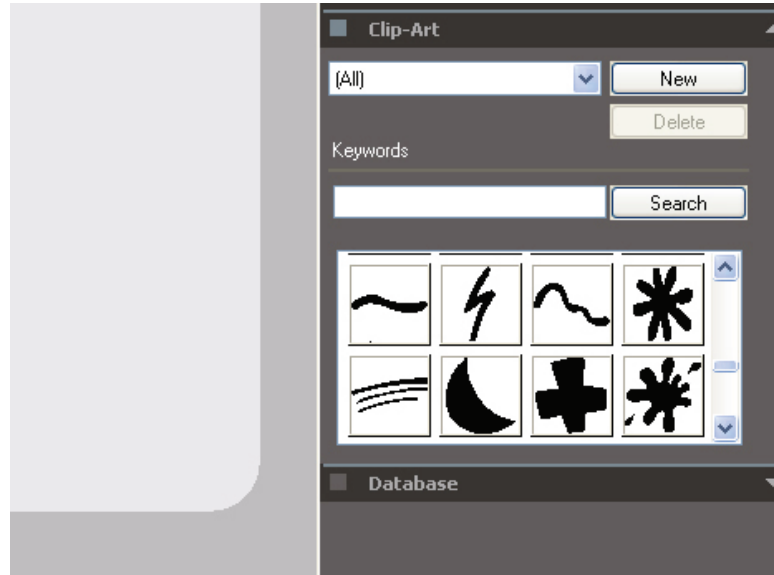 Clip-Art
(All)
New
Delete
Keywords
Search
Database